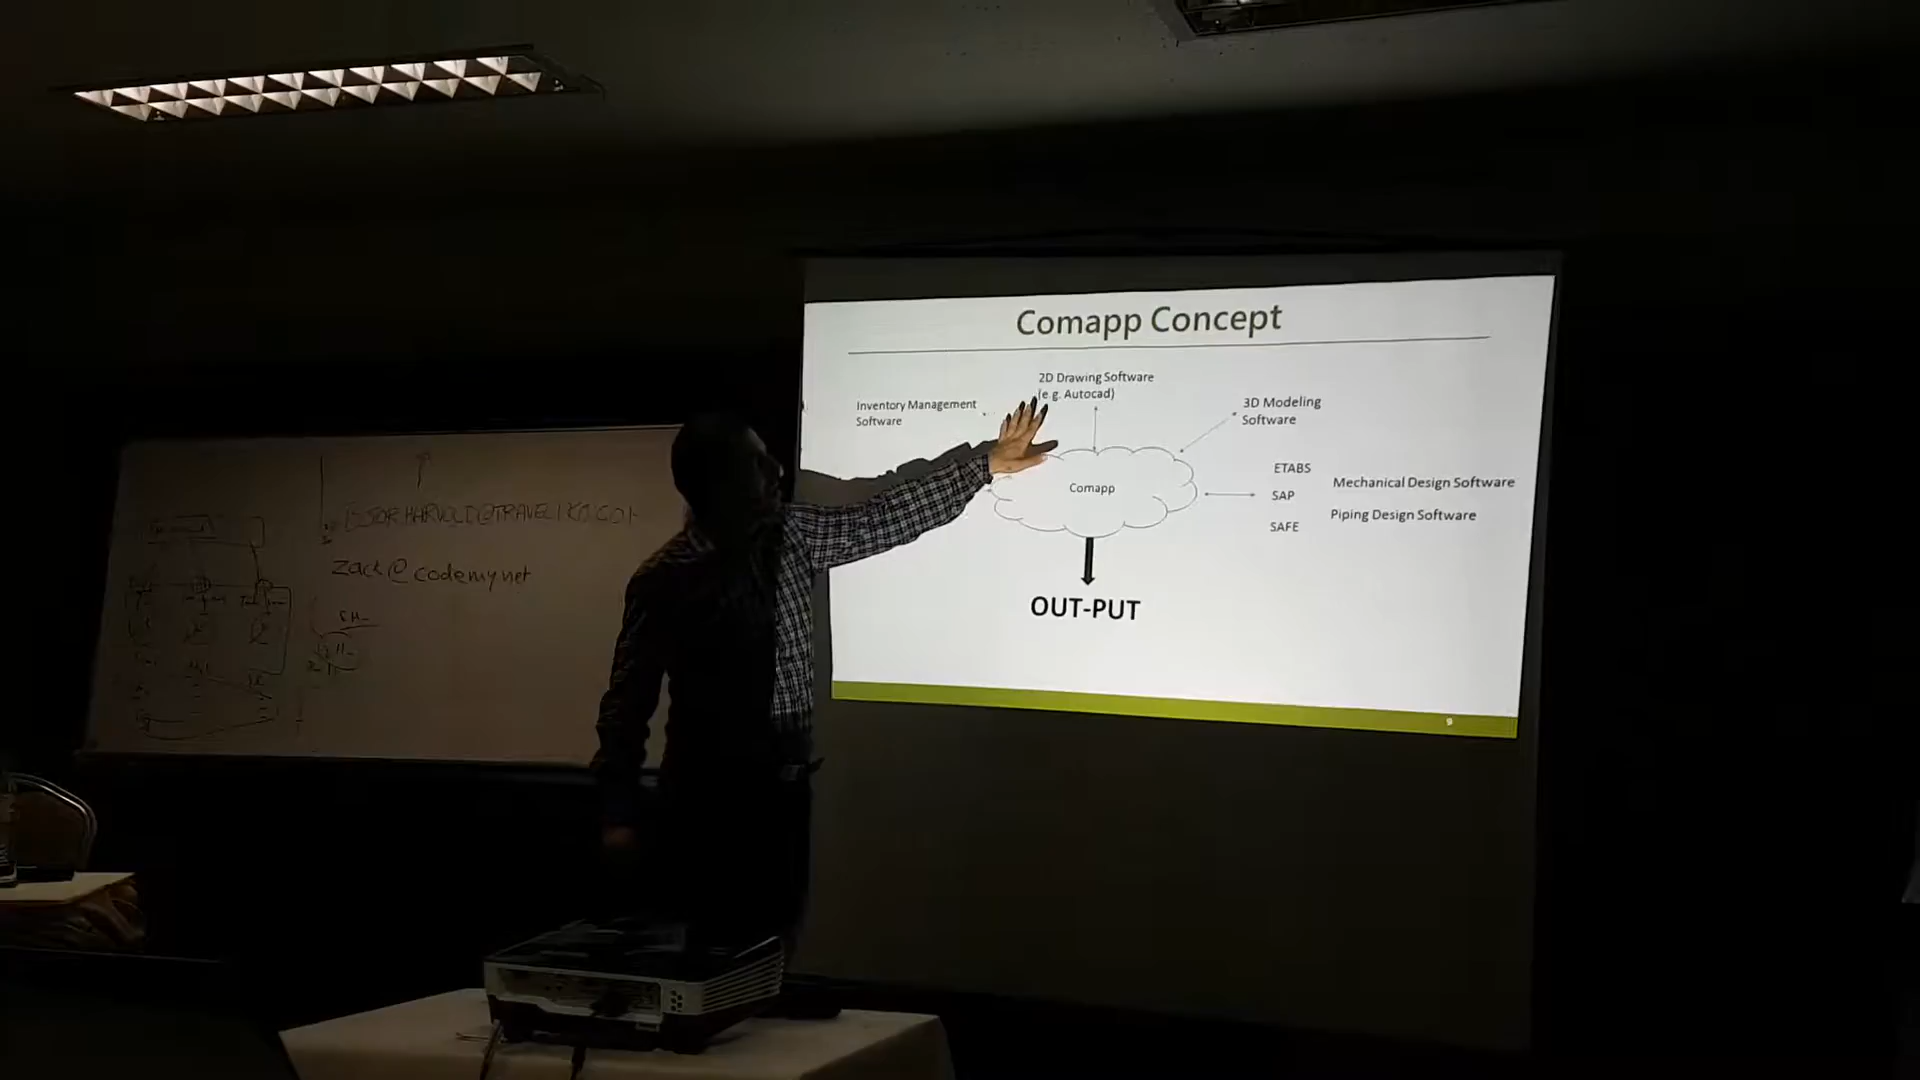 Comapp Concept
2D Drawing Software
(e.g. Autocad)
Inventory Management
Software
3D Modeling
Software
Comapp
ETABS
SAP
SAFE
Mechanical Design Software
Piping Design Software
OUT-PUT
9
zack@codemy.net